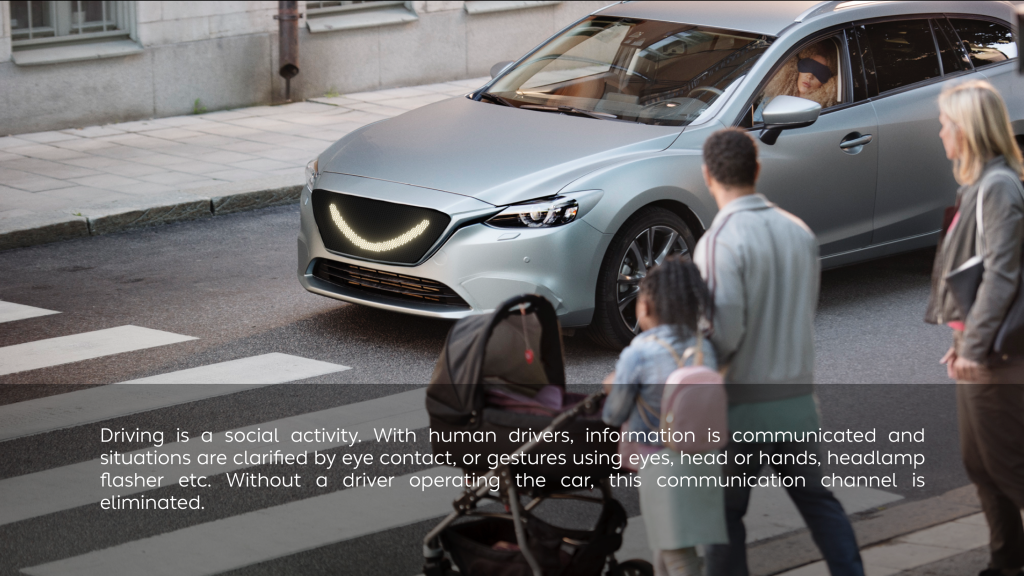 Driving is a social activity. With human drivers, information is communicated and
situations are clarified by eye contact, or gestures using eyes, head or hands, headlamp
flasher etc. Without a driver operating the car, this communication channel is
eliminated.